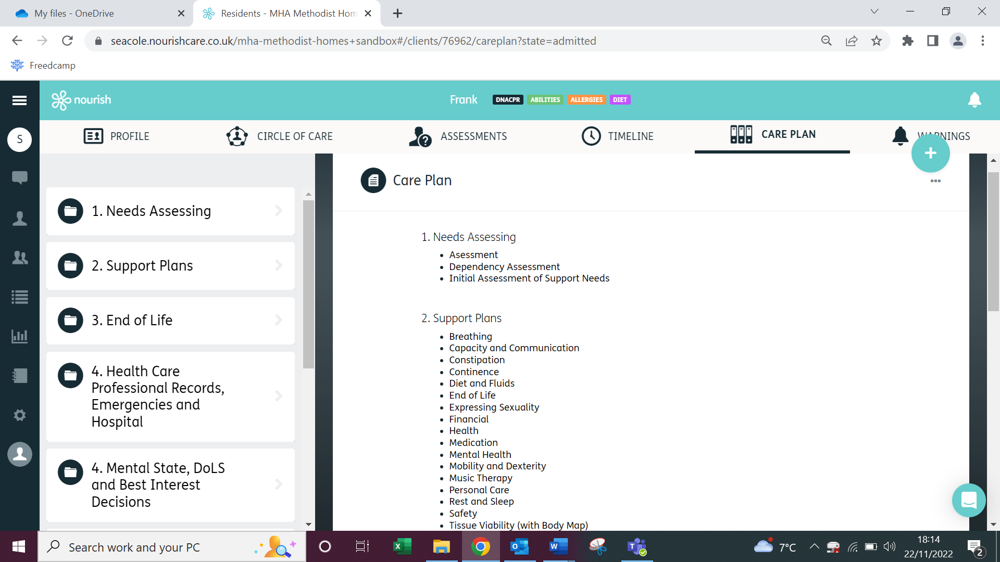 My files - OneDrive
Residents - MHA Methodist Hom
seacole.nourishcare.co.uk/mha-methodist-homes+sandbox#/clients/76962/careplan?state=admitted
Freedcamp
nourish
Frank DNACPR ABILITIES ALLERGIES DIET
S
PROFILE
CIRCLE OF CARE
ASSESSMENTS
TIMELINE
CARE PLAN
WARNINGS
1. Needs Assessing
2. Support Plans
3. End of Life
4. Health Care
Professional Records,
Emergencies and
Hospital
4. Mental State, DoLS
and Best Interest
Decisions
Care Plan
1. Needs Assessing
• Asessment
• Dependency Assessment
• Initial Assessment of Support Needs
2. Support Plans
• Breathing
• Capacity and Communication
• Constipation
• Continence
• Diet and Fluids
• End of Life
• Expressing Sexuality
• Financial
• Health
• Medication
• Mental Health
• Mobility and Dexterity
• Music Therapy
• Personal Care
• Rest and Sleep
• Safety
• Tissue Viability (with Body Map)
Search work and your PC
7°C
18:14
22/11/2022
2